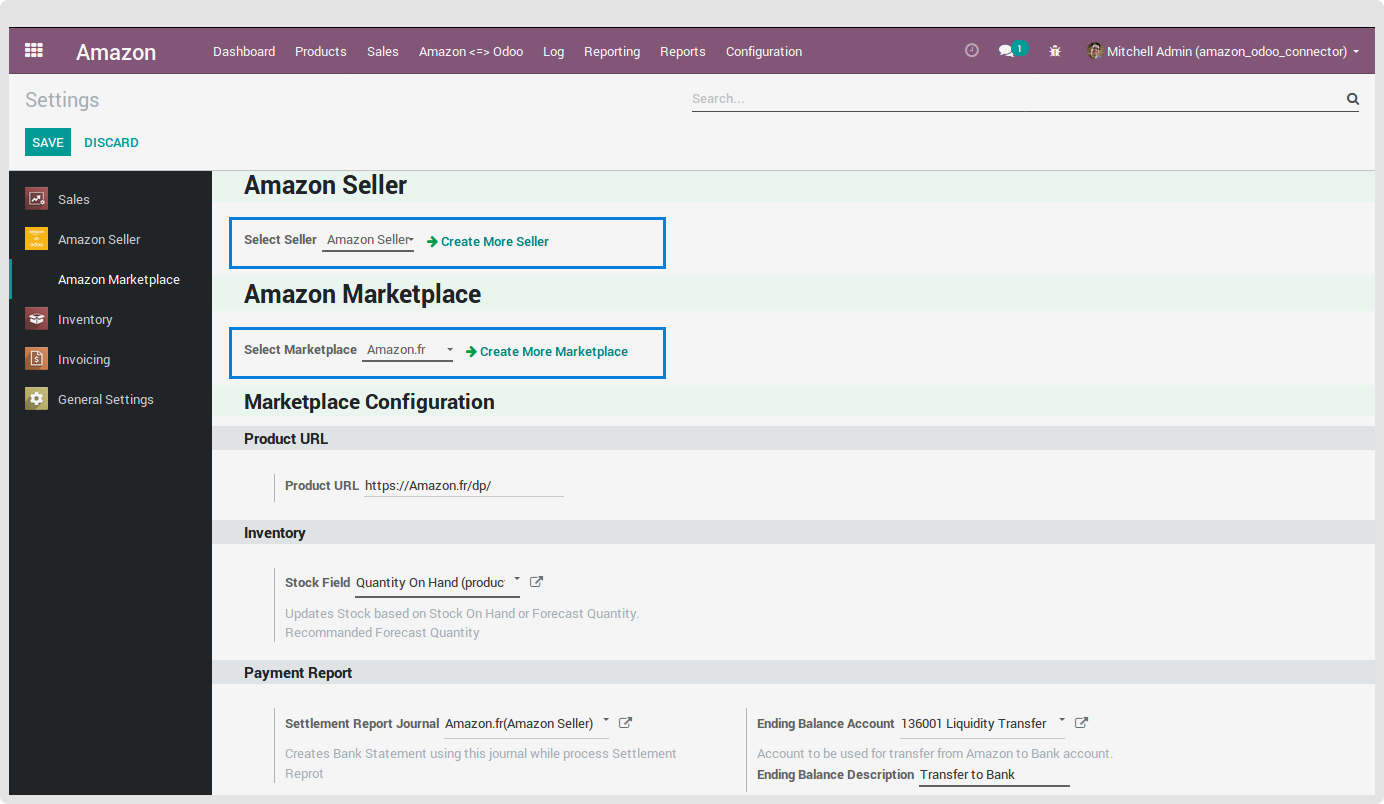 Amazon Dashboard Products Sales Amazon <=> Odoo Log Reporting Reports Configuration 1 Mitchell Admin (amazon_odoo_connector)
Settings Search...
SAVE DISCARD
Sales
Amazon Seller
Amazon Marketplace
Inventory
Invoicing
General Settings
Amazon Seller
Select Seller Amazon Seller Create More Seller
Amazon Marketplace
Select Marketplace Amazon.fr Create More Marketplace
Marketplace Configuration
Product URL
Product URL https://Amazon.fr/dp/
Inventory
Stock Field Quantity On Hand (produc
Updates Stock based on Stock On Hand or Forecast Quantity.
Recommanded Forecast Quantity
Payment Report
Settlement Report Journal Amazon.fr(Amazon Seller)
Creates Bank Statement using this journal while process Settlement
Reprot
Ending Balance Account 136001 Liquidity Transfer
Account to be used for transfer from Amazon to Bank account.
Ending Balance Description Transfer to Bank